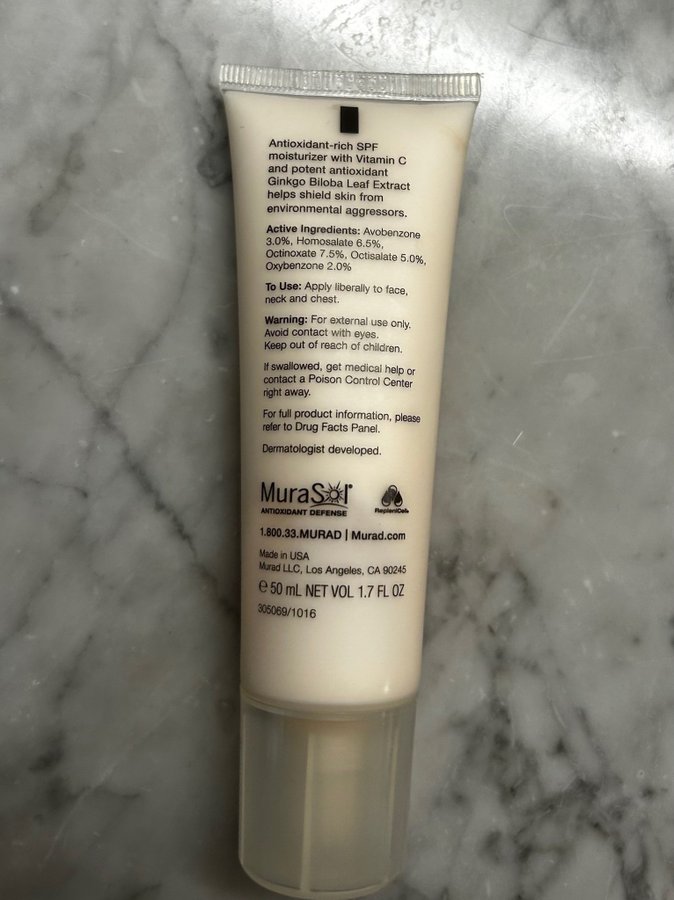 Antioxidant-rich SPF
moisturizer with Vitamin C
and potent antioxidant
Ginkgo Biloba Leaf Extract
helps shield skin from
environmental aggressors.
Active Ingredients: Avobenzone
3.0%, Homosalate 6.5%,
Octinoxate 7.5%, Octisalate 5.0%,
Oxybenzone 2.0%
To Use: Apply liberally to face,
neck and chest.
Warning: For external use only.
Avoid contact with eyes.
Keep out of reach of children.
If swallowed, get medical help or
contact a Poison Control Center
right away.
For full product information, please
refer to Drug Facts Panel.
Dermatologist developed.
MuraSol®
ANTIOXIDANT DEFENSE
RepleniCell®
1.800.33.MURAD | Murad.com
Made in USA
Murad LLC, Los Angeles, CA 90245
℮ 50 mL NET VOL 1.7 FL OZ
305069/1016